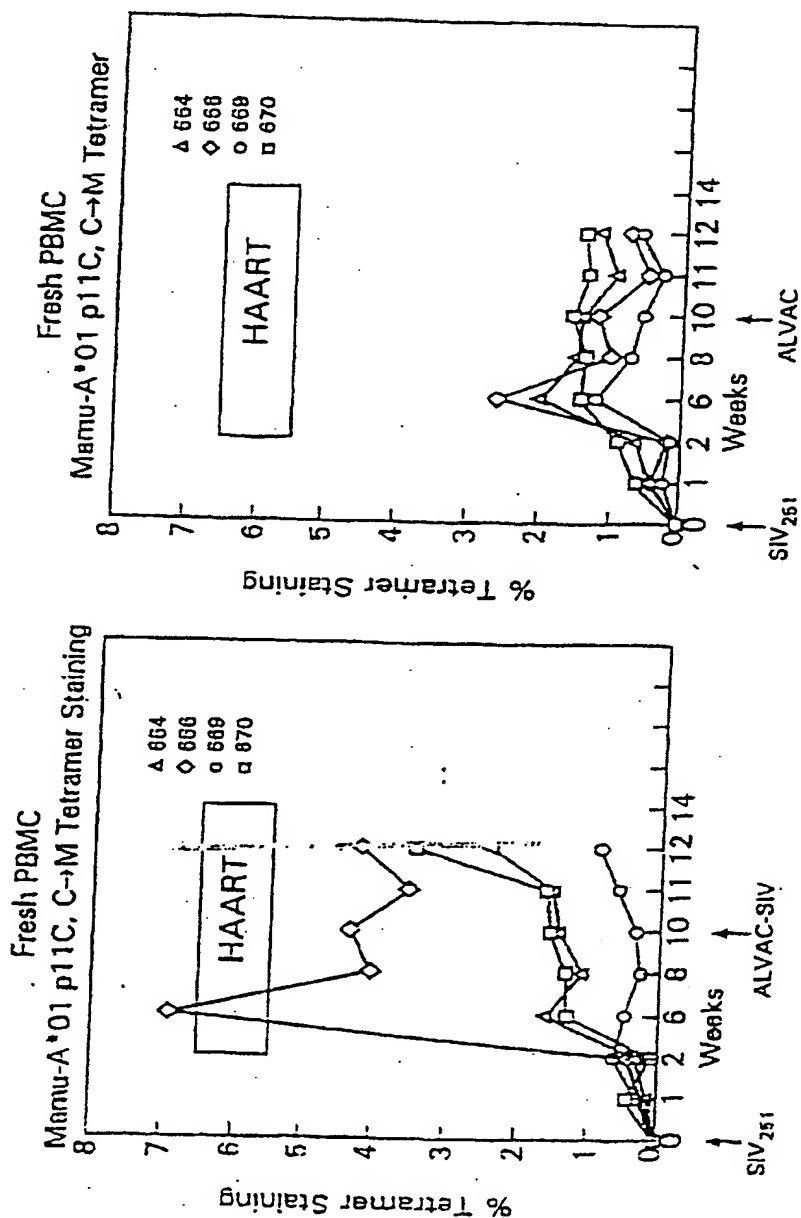 Fresh PBMC
Mamu-A*01 p11C, C→M Tetramer Staining
% Tetramer Staining
8
7
6
5
4
3
2
1
0
HAART
△ 664
◇ 666
○ 669
□ 670
0 1 2 6 8 10 11 12 14
Weeks
SIV251
ALVAC-SIV
Fresh PBMC
Mamu-A*01 p11C, C→M Tetramer
% Tetramer Staining
8
7
6
5
4
3
2
1
0
HAART
△ 664
◇ 668
○ 669
□ 670
0 1 2 6 8 10 11 12 14
Weeks
SIV251
ALVAC